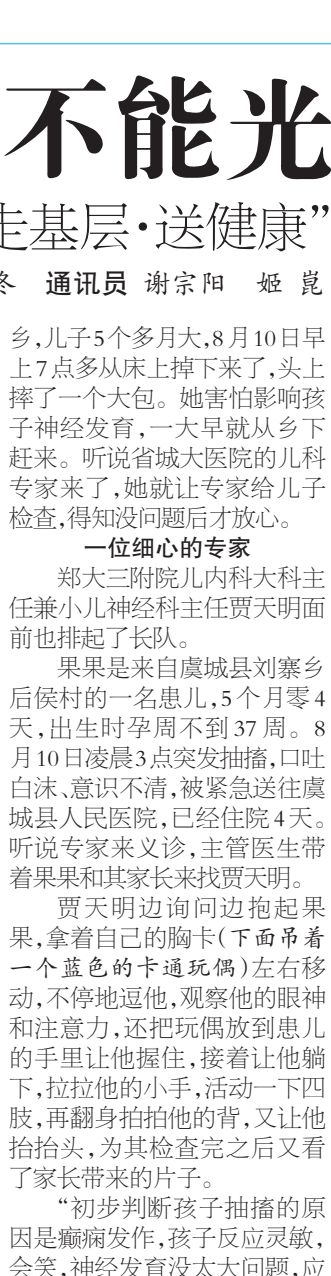 不能光
走基层·送健康”
通讯员 谢宗阳 姬 崑
乡,儿子5个多月大,8月10日早
上7点多从床上掉下来了,头上
摔了一个大包。她害怕影响孩
子神经发育,一大早就从乡下
赶来。听说省城大医院的儿科
专家来了,她就让专家给儿子
检查,得知没问题后才放心。
一位细心的专家
郑大三附院儿内科大科主
任兼小儿神经科主任贾天明面
前也排起了长队。
果果是来自虞城县刘寨乡
后侯村的一名患儿,5个月零4
天,出生时孕周不到37周。8
月10日凌晨3点突发抽搐,口吐
白沫、意识不清,被紧急送往虞
城县人民医院,已经住院4天。
听说专家来义诊,主管医生带
着果果和其家长来找贾天明。
贾天明边询问边抱起果
果,拿着自己的胸卡(下面吊着
一个蓝色的卡通玩偶)左右移
动,不停地逗他,观察他的眼神
和注意力,还把玩偶放到患儿
的手里让他握住,接着让他躺
下,拉拉他的小手,活动一下四
肢,再翻身拍拍他的背,又让他
抬抬头,为其检查完之后又看
了家长带来的片子。
“初步判断孩子抽搐的原
因是癫痫发作,孩子反应灵敏,
会笑,神经发育没太大问题,应